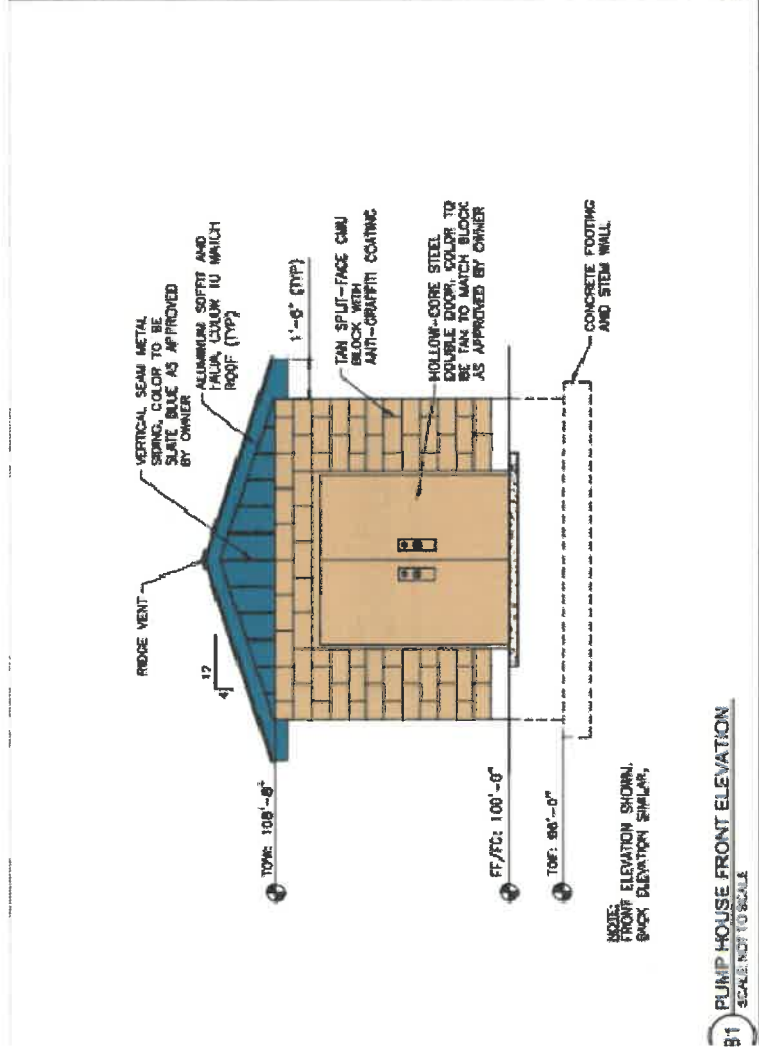 RIDGE VENT
VERTICAL SEAM METAL
SIDING, COLOR TO BE
SLATE BLUE AS APPROVED
BY OWNER
ALUMINUM SOFFIT AND
FACIA, COLOR TO MATCH
ROOF (TYP)
12
4
1'-6" (TYP)
TAN SPLIT-FACE CMU
BLOCK WITH
ANTI-GRAFFITI COATING
HOLLOW-CORE STEEL
DOUBLE DOOR, COLOR TO
BE TAN TO MATCH BLOCK
AS APPROVED BY OWNER
CONCRETE FOOTING
AND STEM WALL
TOW: 108'-8"
FF/FG: 100'-0"
TOF: 98'-0"
NOTE:
FRONT ELEVATION SHOWN.
BACK ELEVATION SIMILAR.
B1
PUMP HOUSE FRONT ELEVATION
SCALE: NOT TO SCALE